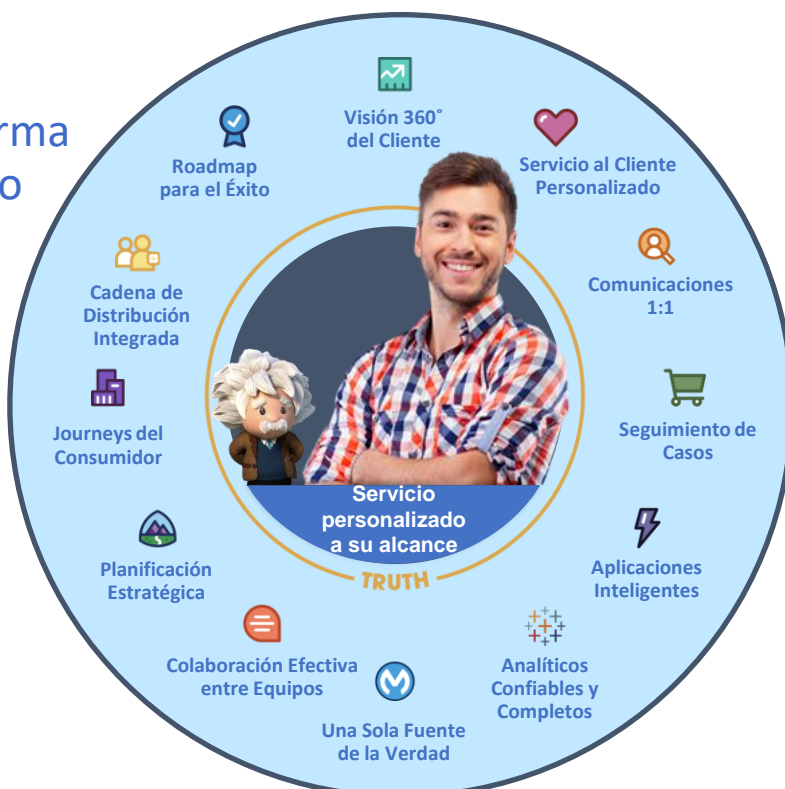 rma
o
Visión 360°
del Cliente
Roadmap
para el Éxito
Servicio al Cliente
Personalizado
Cadena de
Distribución
Integrada
Comunicaciones
1:1
Journeys del
Consumidor
Seguimiento de
Casos
Servicio
personalizado
a su alcance
TRUTH
Planificación
Estratégica
Aplicaciones
Inteligentes
Colaboración Efectiva
entre Equipos
Analíticos
Confiables y
Completos
Una Sola Fuente
de la Verdad